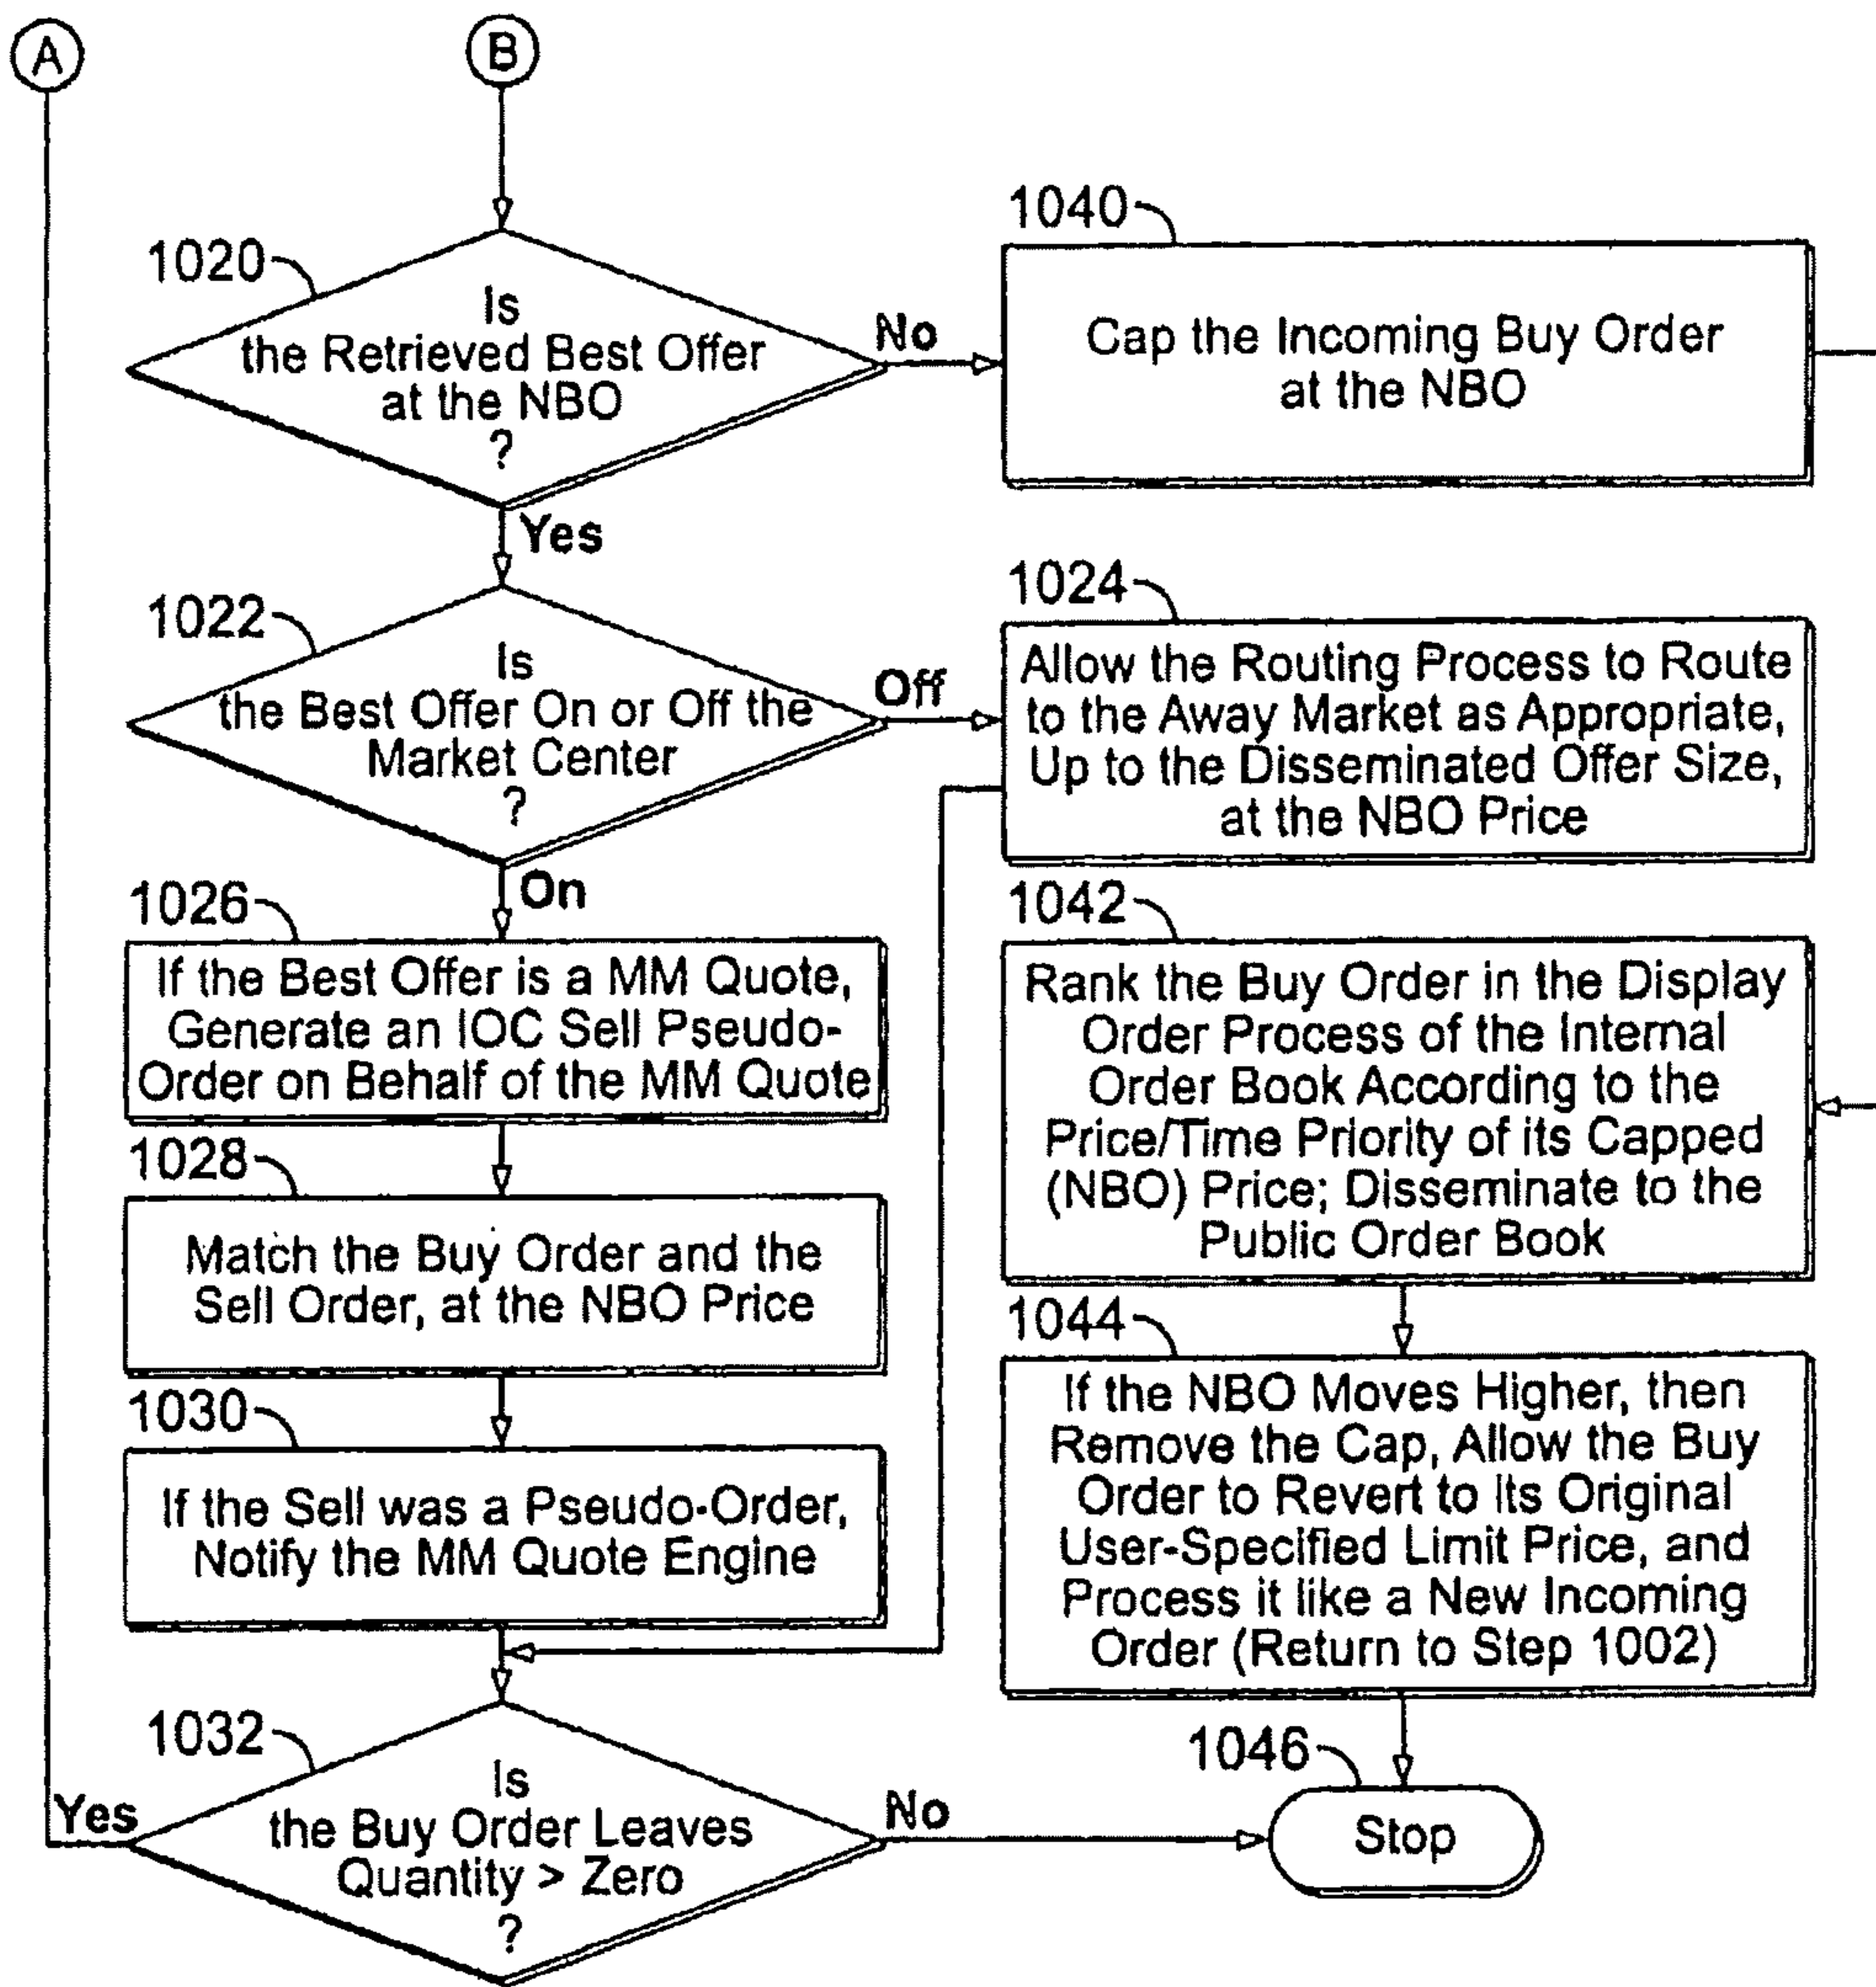 A
B
1020
Is
the Retrieved Best Offer
at the NBO
?
No
Yes
1040
Cap the Incoming Buy Order
at the NBO
1022
Is
the Best Offer On or Off the
Market Center
?
Off
On
1024
Allow the Routing Process to Route
to the Away Market as Appropriate,
Up to the Disseminated Offer Size,
at the NBO Price
1026
If the Best Offer is a MM Quote,
Generate an IOC Sell Pseudo-
Order on Behalf of the MM Quote
1028
Match the Buy Order and the
Sell Order, at the NBO Price
1030
If the Sell was a Pseudo-Order,
Notify the MM Quote Engine
1042
Rank the Buy Order in the Display
Order Process of the Internal
Order Book According to the
Price/Time Priority of its Capped
(NBO) Price; Disseminate to the
Public Order Book
1044
If the NBO Moves Higher, then
Remove the Cap, Allow the Buy
Order to Revert to Its Original
User-Specified Limit Price, and
Process it like a New Incoming
Order (Return to Step 1002)
1032
Is
the Buy Order Leaves
Quantity > Zero
?
Yes
No
1046
Stop